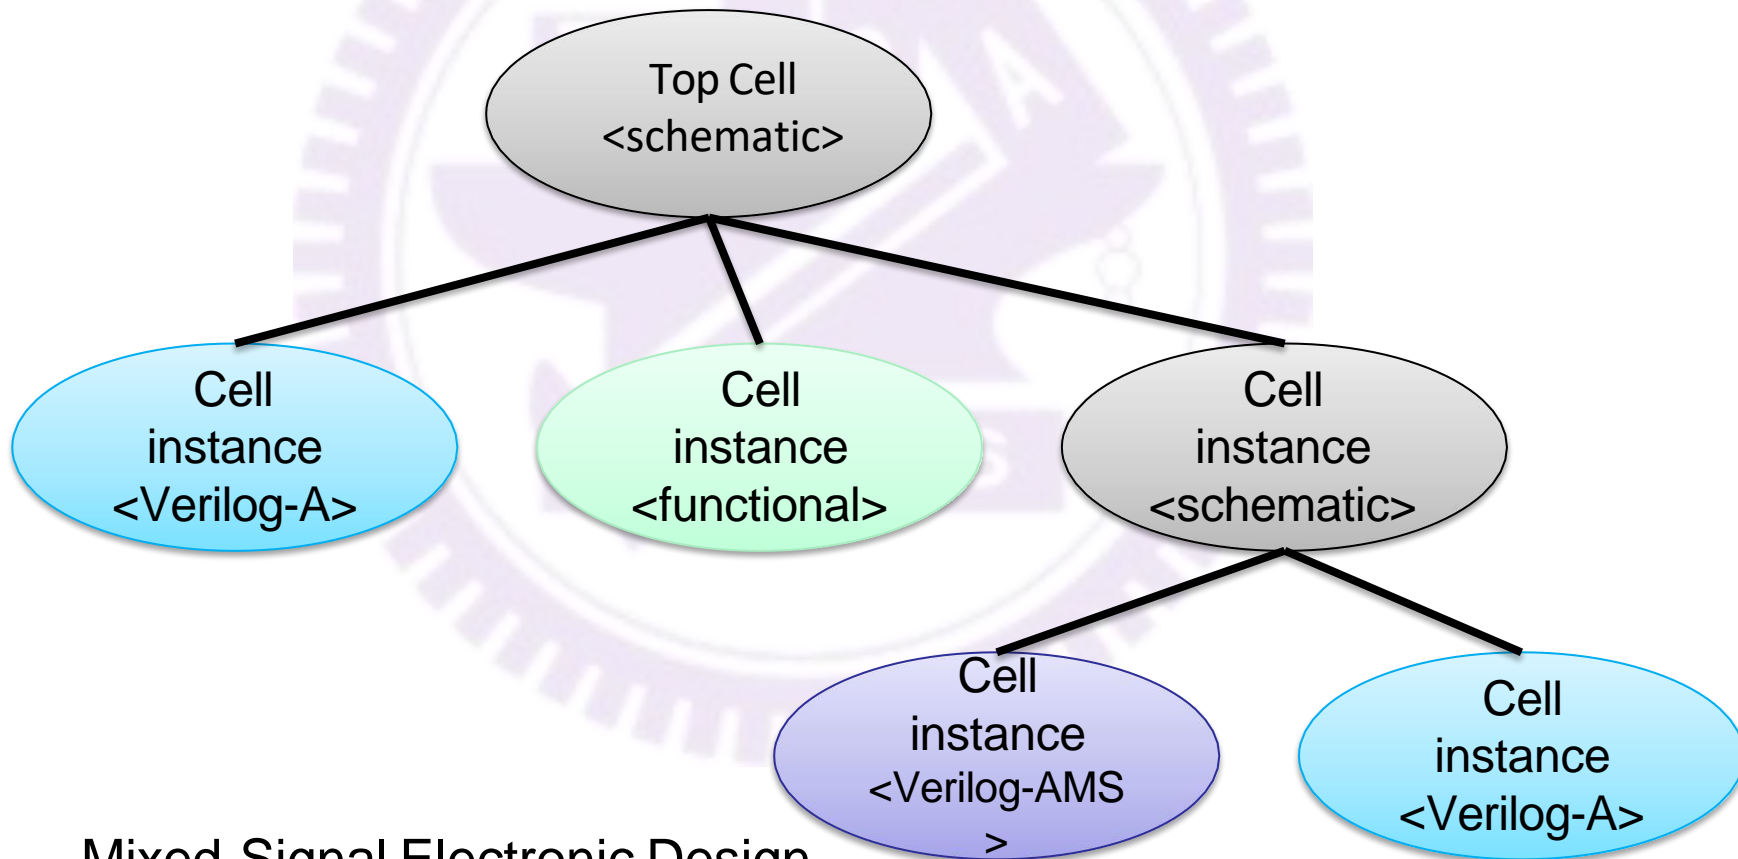 Top Cell
<schematic>
Cell
instance
<Verilog-A>
Cell
instance
<functional>
Cell
instance
<schematic>
Cell
instance
<Verilog-AMS
>
Cell
instance
<Verilog-A>
Mixed-Signal Electronic Design